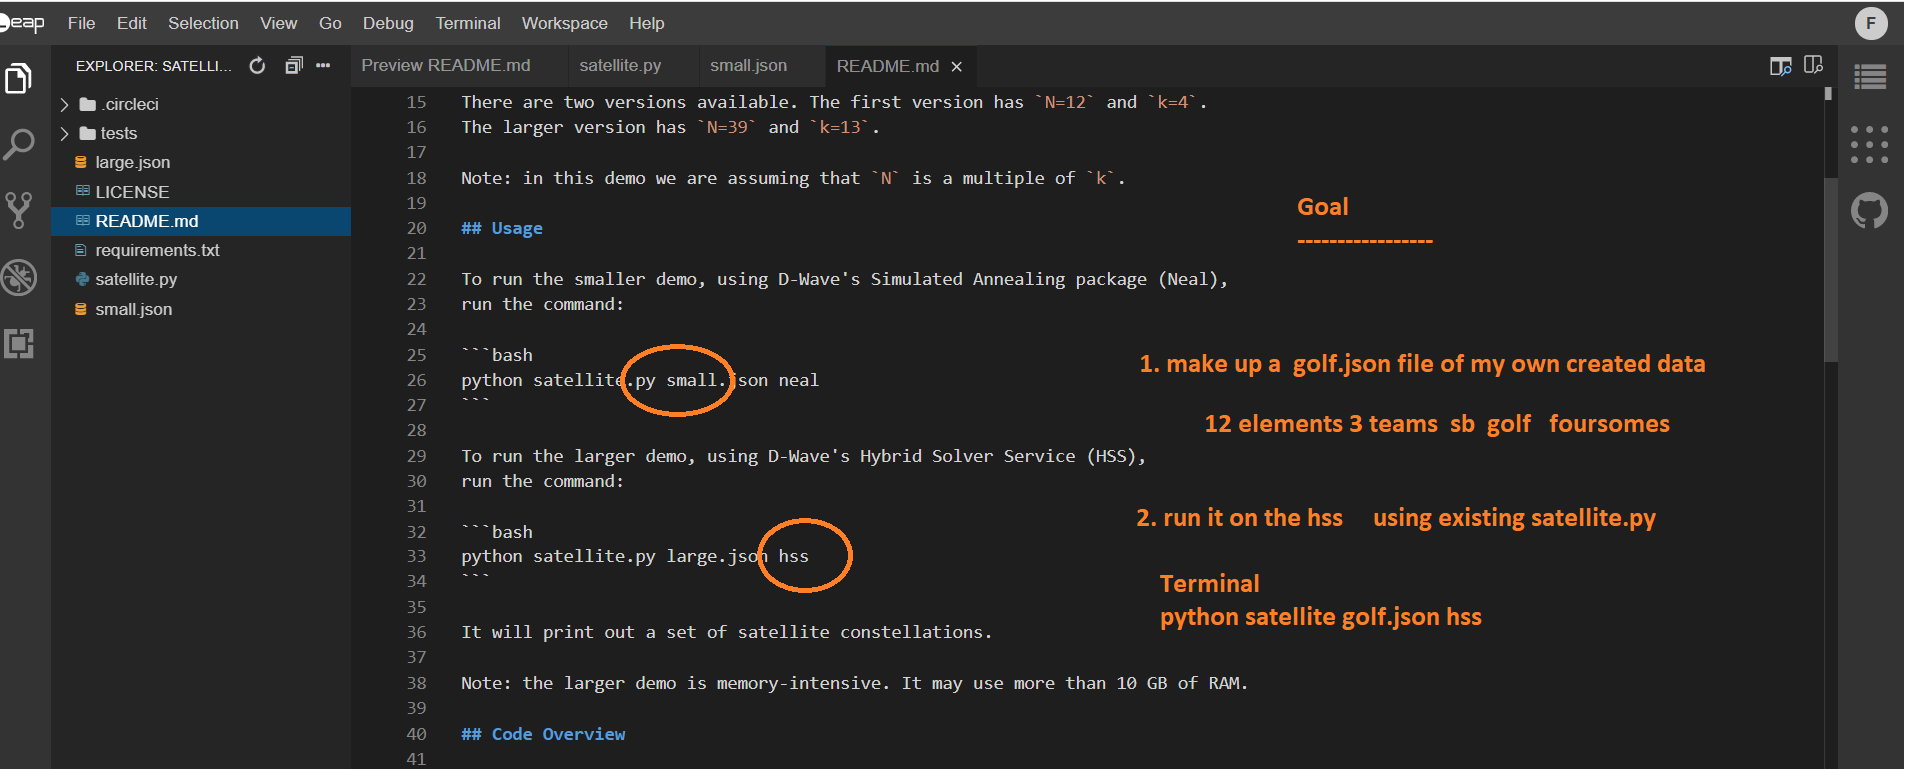 Leap File Edit Selection View Go Debug Terminal Workspace Help F
EXPLORER: SATELLI...
Preview README.md satellite.py small.json README.md
.circleci
tests
large.json
LICENSE
README.md
requirements.txt
satellite.py
small.json
15 There are two versions available. The first version has `N=12` and `k=4`.
16 The larger version has `N=39` and `k=13`.
17
18 Note: in this demo we are assuming that `N` is a multiple of `k`.
19
20 ## Usage
21
22 To run the smaller demo, using D-Wave's Simulated Annealing package (Neal),
23 run the command:
24
25 ```bash
26 python satellite.py small.json neal
27 ```
28
29 To run the larger demo, using D-Wave's Hybrid Solver Service (HSS),
30 run the command:
31
32 ```bash
33 python satellite.py large.json hss
34 ```
35
36 It will print out a set of satellite constellations.
37
38 Note: the larger demo is memory-intensive. It may use more than 10 GB of RAM.
39
40 ## Code Overview
41
Goal
-----------------
1. make up a golf.json file of my own created data
12 elements 3 teams sb golf foursomes
2. run it on the hss using existing satellite.py
Terminal
python satellite golf.json hss